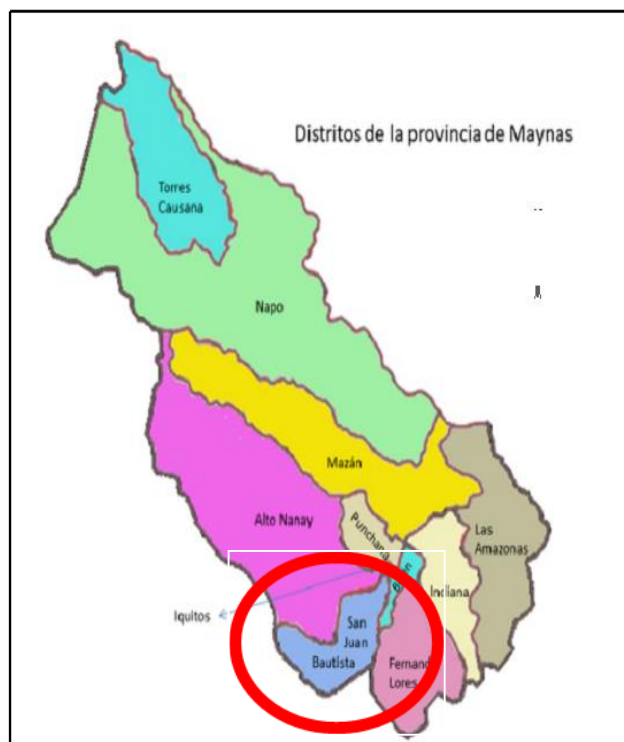 Distritos de la provincia de Maynas
Torres
Causana
Napo
Mazán
Alto Nanay
Punchana
Las
Amazonas
Indiana
Iquitos
San
Juan
Bautista
Lores